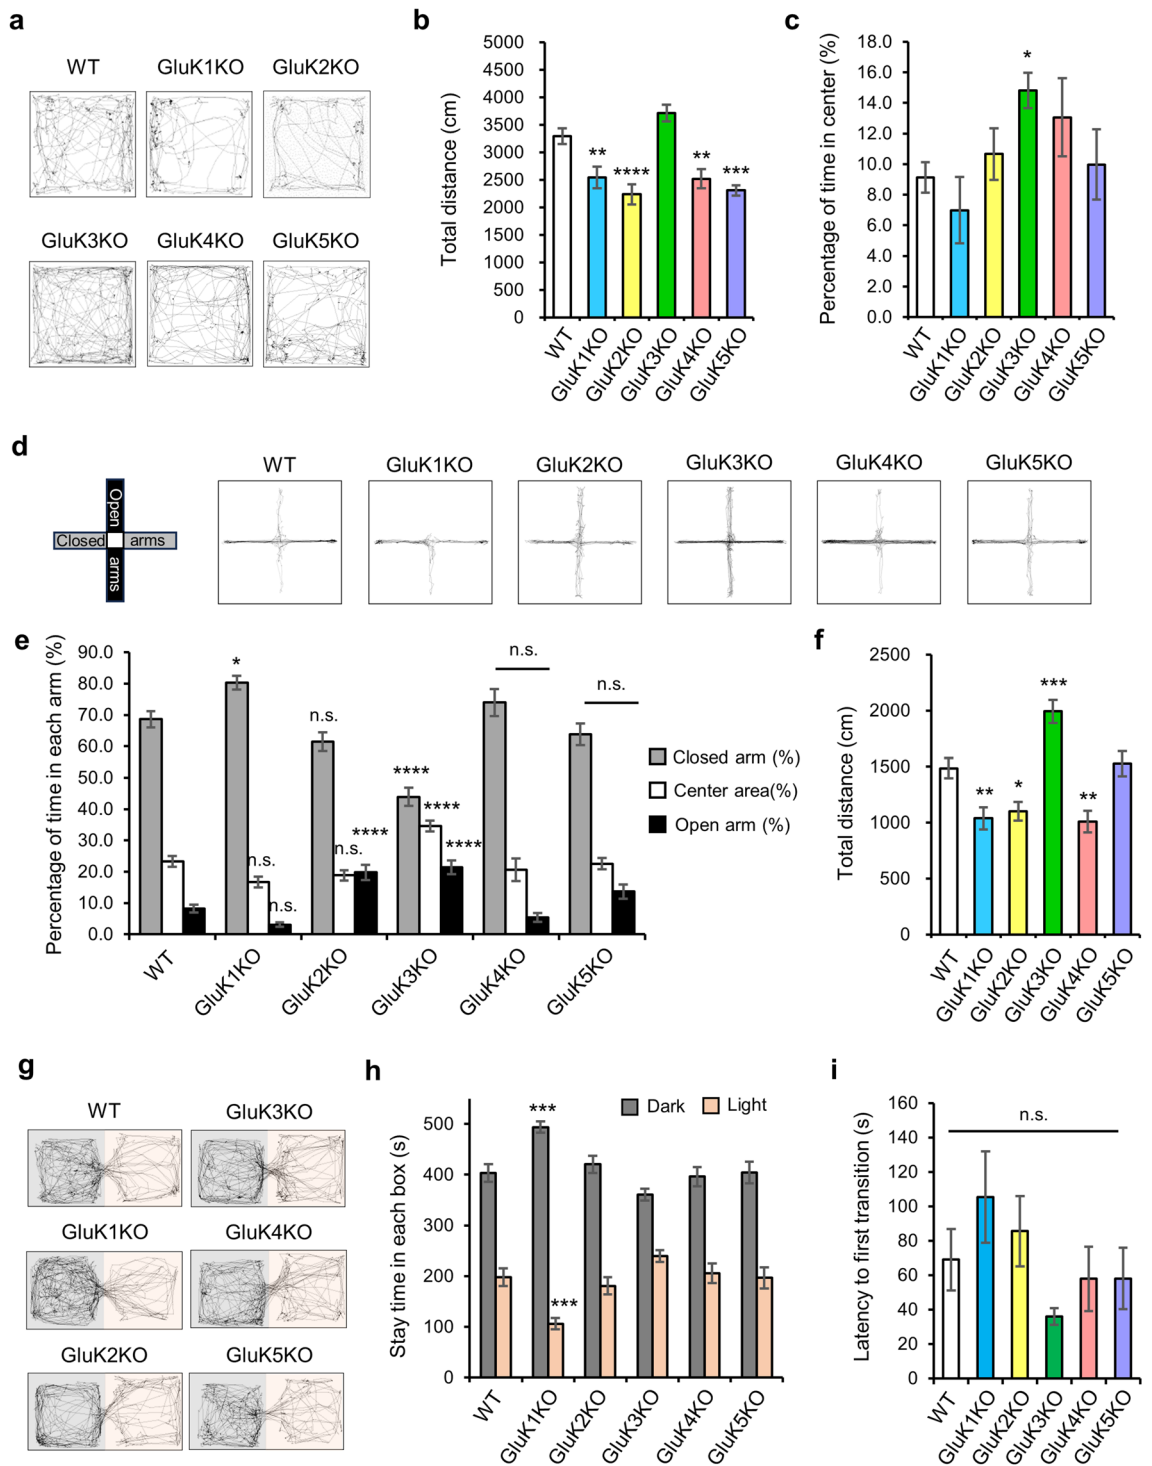 a
WT GluK1KO GluK2KO
GluK3KO GluK4KO GluK5KO
b
Total distance (cm)
5000
4500
4000
3500
3000
2500
2000
1500
1000
500
0
** **** ** ***
WT GluK1KO GluK2KO GluK3KO GluK4KO GluK5KO
c
Percentage of time in center (%)
18.0
16.0
14.0
12.0
10.0
8.0
6.0
4.0
2.0
0.0
*
WT GluK1KO GluK2KO GluK3KO GluK4KO GluK5KO
d
Open arms
Closed arms
WT GluK1KO GluK2KO GluK3KO GluK4KO GluK5KO
e
Percentage of time in each arm (%)
90.0
80.0
70.0
60.0
50.0
40.0
30.0
20.0
10.0
0.0
* n.s. n.s.
n.s. n.s. ****
**** **** ****
n.s.
n.s.
Closed arm (%)
Center area(%)
Open arm (%)
WT GluK1KO GluK2KO GluK3KO GluK4KO GluK5KO
f
Total distance (cm)
2500
2000
1500
1000
500
0
** * *** **
WT GluK1KO GluK2KO GluK3KO GluK4KO GluK5KO
g
WT GluK3KO
GluK1KO GluK4KO
GluK2KO GluK5KO
h
Stay time in each box (s)
500
400
300
200
100
0
*** ***
Dark Light
WT GluK1KO GluK2KO GluK3KO GluK4KO GluK5KO
i
Latency to first transition (s)
160
140
120
100
80
60
40
20
0
n.s.
WT GluK1KO GluK2KO GluK3KO GluK4KO GluK5KO